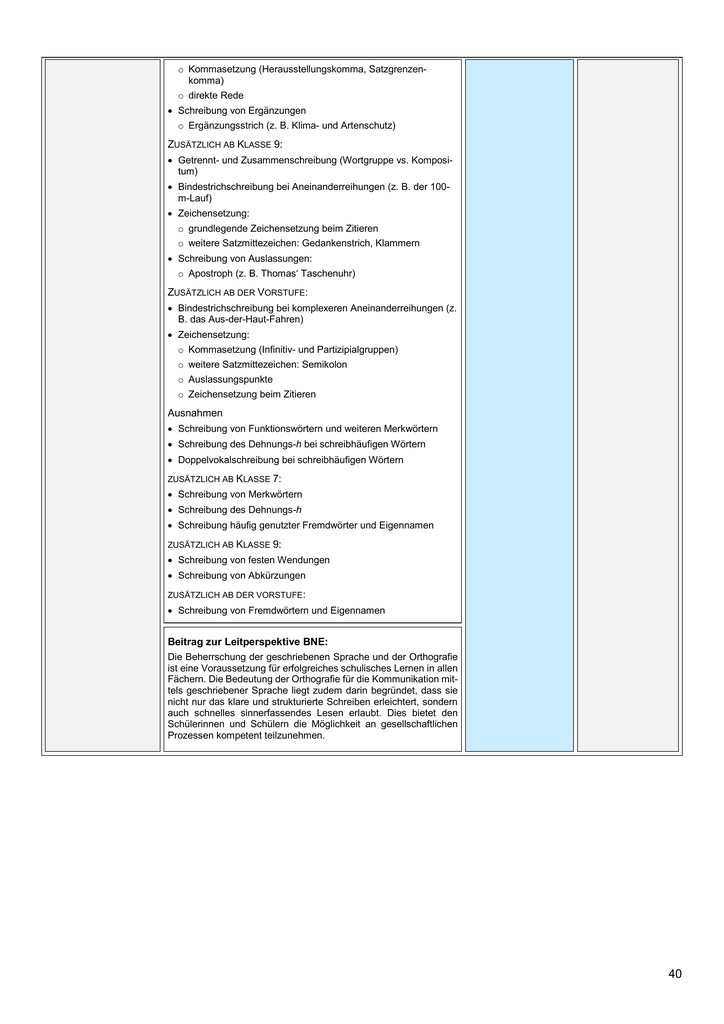 o Kommasetzung (Herausstellungskomma, Satzgrenzen-
komma)
o direkte Rede
• Schreibung von Ergänzungen
o Ergänzungsstrich (z. B. Klima- und Artenschutz)
ZUSÄTZLICH AB KLASSE 9:
• Getrennt- und Zusammenschreibung (Wortgruppe vs. Komposi-
tum)
• Bindestrichschreibung bei Aneinanderreihungen (z. B. der 100-
m-Lauf)
• Zeichensetzung:
o grundlegende Zeichensetzung beim Zitieren
o weitere Satzmittezeichen: Gedankenstrich, Klammern
• Schreibung von Auslassungen:
o Apostroph (z. B. Thomas‘ Taschenuhr)
ZUSÄTZLICH AB DER VORSTUFE:
• Bindestrichschreibung bei komplexeren Aneinanderreihungen (z.
B. das Aus-der-Haut-Fahren)
• Zeichensetzung:
o Kommasetzung (Infinitiv- und Partizipialgruppen)
o weitere Satzmittezeichen: Semikolon
o Auslassungspunkte
o Zeichensetzung beim Zitieren
Ausnahmen
• Schreibung von Funktionswörtern und weiteren Merkwörtern
• Schreibung des Dehnungs-h bei schreibhäufigen Wörtern
• Doppelvokalschreibung bei schreibhäufigen Wörtern
ZUSÄTZLICH AB KLASSE 7:
• Schreibung von Merkwörtern
• Schreibung des Dehnungs-h
• Schreibung häufig genutzter Fremdwörter und Eigennamen
ZUSÄTZLICH AB KLASSE 9:
• Schreibung von festen Wendungen
• Schreibung von Abkürzungen
ZUSÄTZLICH AB DER VORSTUFE:
• Schreibung von Fremdwörtern und Eigennamen
Beitrag zur Leitperspektive BNE:
Die Beherrschung der geschriebenen Sprache und der Orthografie
ist eine Voraussetzung für erfolgreiches schulisches Lernen in allen
Fächern. Die Bedeutung der Orthografie für die Kommunikation mit-
tels geschriebener Sprache liegt zudem darin begründet, dass sie
nicht nur das klare und strukturierte Schreiben erleichtert, sondern
auch schnelles sinnerfassendes Lesen erlaubt. Dies bietet den
Schülerinnen und Schülern die Möglichkeit an gesellschaftlichen
Prozessen kompetent teilzunehmen.
40